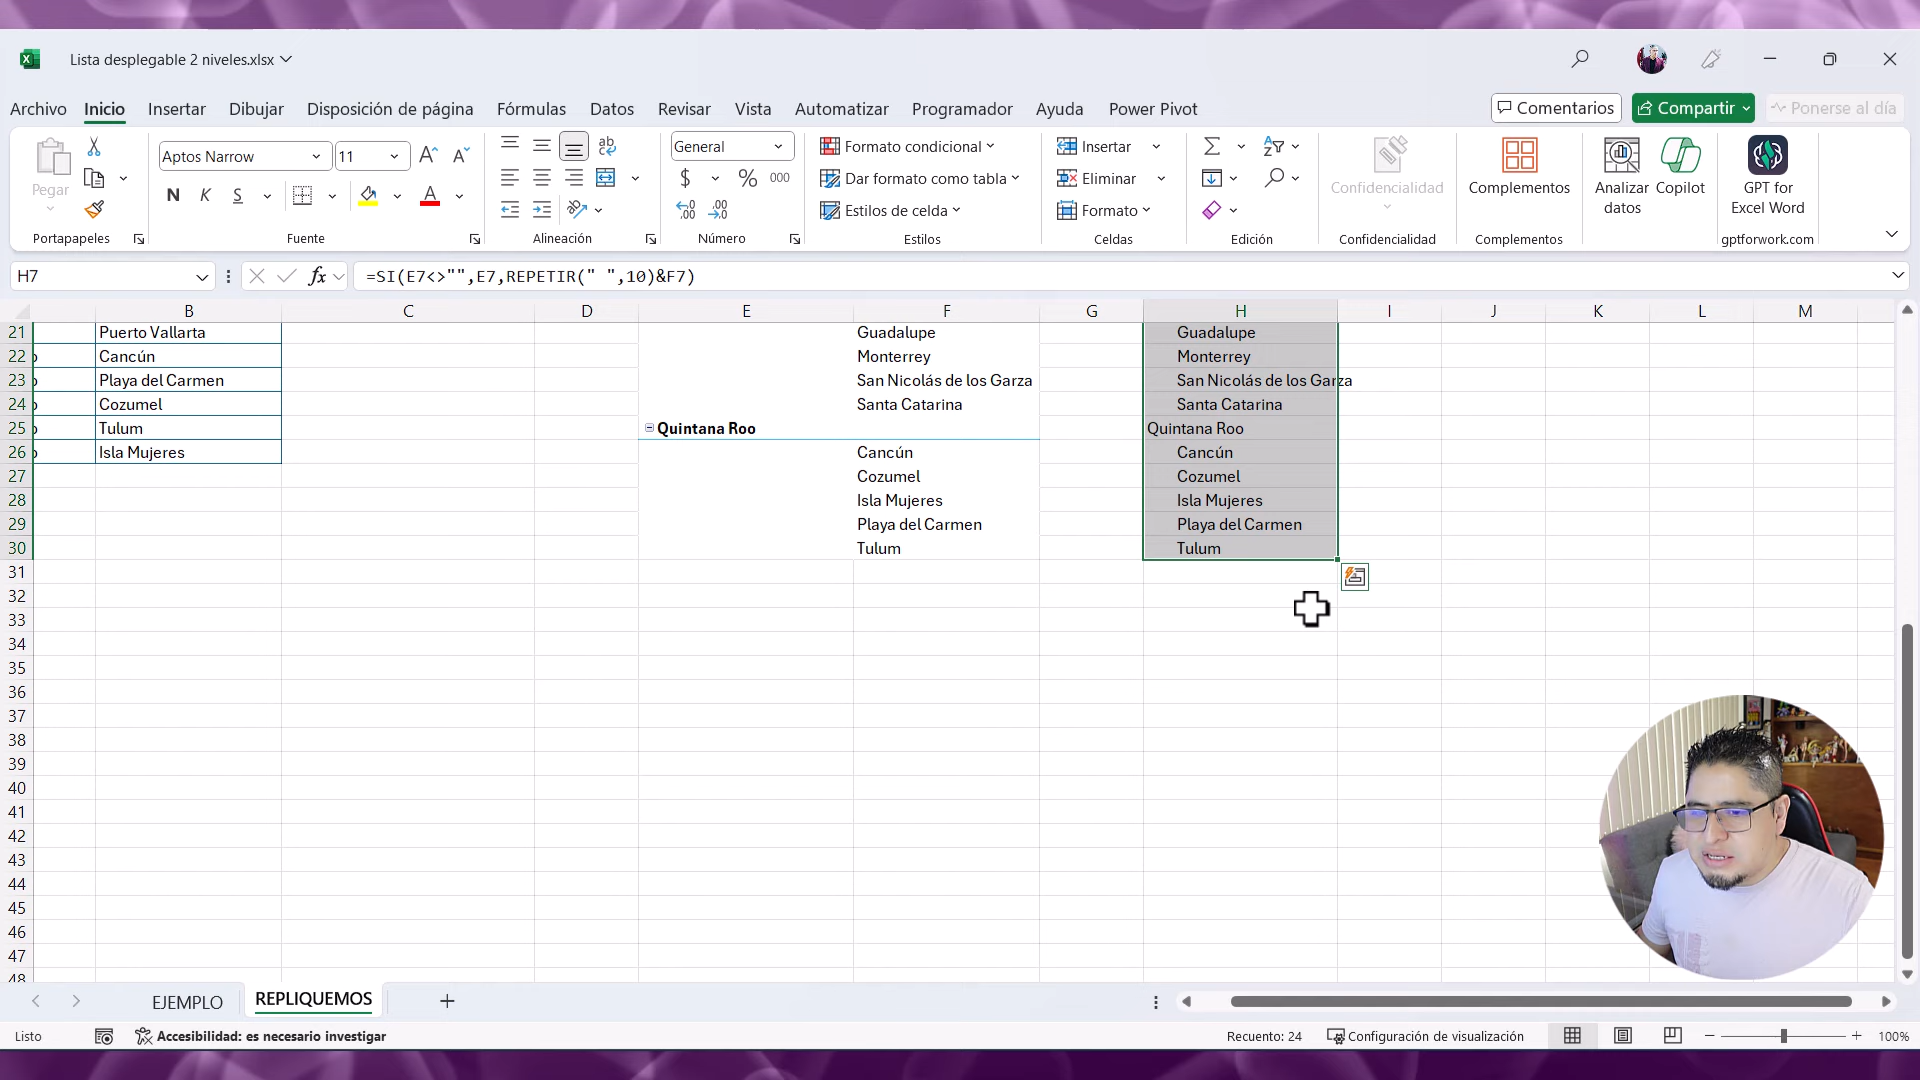 Lista desplegable 2 niveles.xlsx
Archivo Inicio Insertar Dibujar Disposición de página Fórmulas Datos Revisar Vista Automatizar Programador Ayuda Power Pivot Comentarios Compartir Ponerse al día
Pegar
Portapapeles
Aptos Narrow 11
N K S A
Fuente
Alineación
General
$ % 000
Número
Formato condicional
Dar formato como tabla
Estilos de celda
Estilos
Insertar
Eliminar
Formato
Celdas
Edición
Confidencialidad
Confidencialidad
Complementos
Complementos
Analizar datos
Copilot
GPT for Excel Word
gptforwork.com
H7 fx =SI(E7<>"",E7,REPETIR(" ",10)&F7)
B C D E F G H I J K L M
21 Puerto Vallarta Guadalupe Guadalupe
22 Cancún Monterrey Monterrey
23 Playa del Carmen San Nicolás de los Garza San Nicolás de los Garza
24 Cozumel Santa Catarina Santa Catarina
25 Tulum Quintana Roo Quintana Roo
26 Isla Mujeres Cancún Cancún
27 Cozumel Cozumel
28 Isla Mujeres Isla Mujeres
29 Playa del Carmen Playa del Carmen
30 Tulum Tulum
31
32
33
34
35
36
37
38
39
40
41
42
43
44
45
46
47
48
EJEMPLO REPLIQUEMOS
Listo Accesibilidad: es necesario investigar Recuento: 24 Configuración de visualización 100%